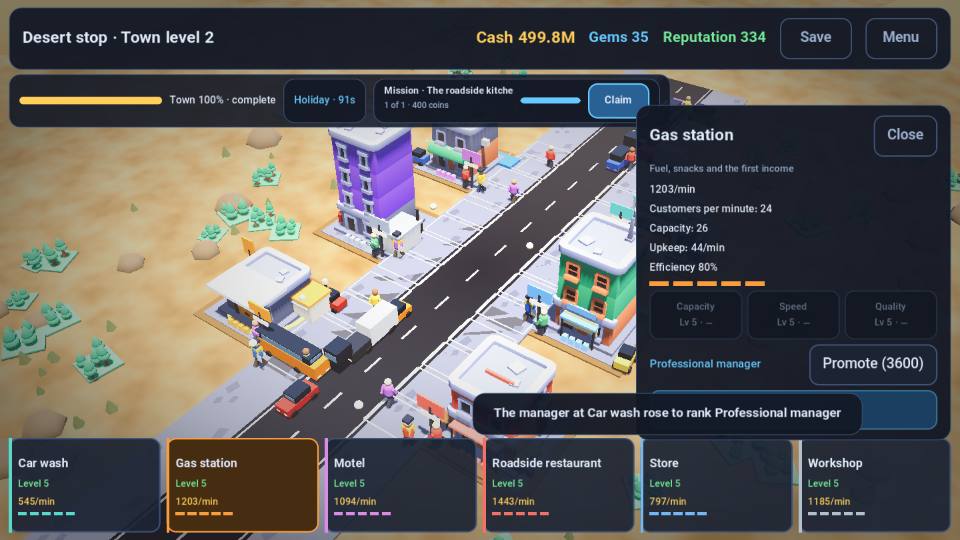 Desert stop · Town level 2
Cash 499.8M
Gems 35
Reputation 334
Save
Menu
Town 100% · complete
Holiday · 91s
Mission · The roadside kitche
1 of 1 · 400 coins
Claim
Gas station
Close
Fuel, snacks and the first income
1203/min
Customers per minute: 24
Capacity: 26
Upkeep: 44/min
Efficiency 80%
Capacity
Lv 5 · –
Speed
Lv 5 · –
Quality
Lv 5 · –
Professional manager
Promote (3600)
The manager at Car wash rose to rank Professional manager
Car wash
Level 5
545/min
Gas station
Level 5
1203/min
Motel
Level 5
1094/min
Roadside restaurant
Level 5
1443/min
Store
Level 5
797/min
Workshop
Level 5
1185/min